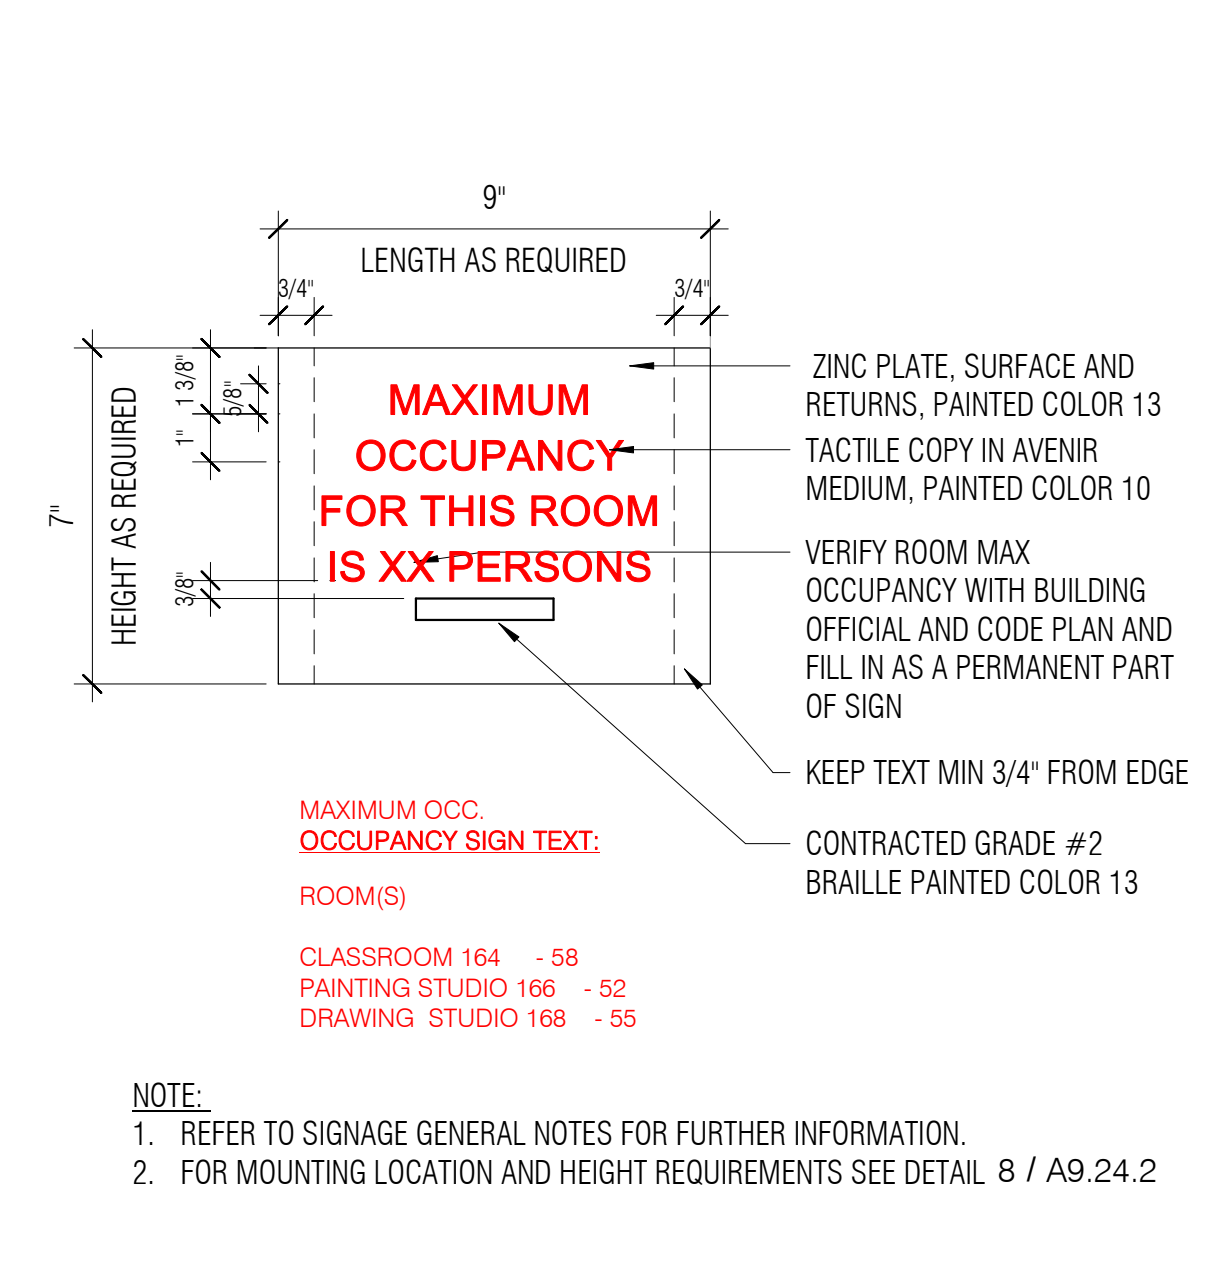 9"
LENGTH AS REQUIRED
3/4"
3/4"
7"
HEIGHT AS REQUIRED
1 3/8"
5/8"
1"
3/8"
MAXIMUM
OCCUPANCY
FOR THIS ROOM
IS XX PERSONS
ZINC PLATE, SURFACE AND
RETURNS, PAINTED COLOR 13
TACTILE COPY IN AVENIR
MEDIUM, PAINTED COLOR 10
VERIFY ROOM MAX
OCCUPANCY WITH BUILDING
OFFICIAL AND CODE PLAN AND
FILL IN AS A PERMANENT PART
OF SIGN
KEEP TEXT MIN 3/4" FROM EDGE
CONTRACTED GRADE #2
BRAILLE PAINTED COLOR 13
MAXIMUM OCC.
OCCUPANCY SIGN TEXT:
ROOM(S)
CLASSROOM 164 - 58
PAINTING STUDIO 166 - 52
DRAWING STUDIO 168 - 55
NOTE:
1. REFER TO SIGNAGE GENERAL NOTES FOR FURTHER INFORMATION.
2. FOR MOUNTING LOCATION AND HEIGHT REQUIREMENTS SEE DETAIL 8 / A9.24.2